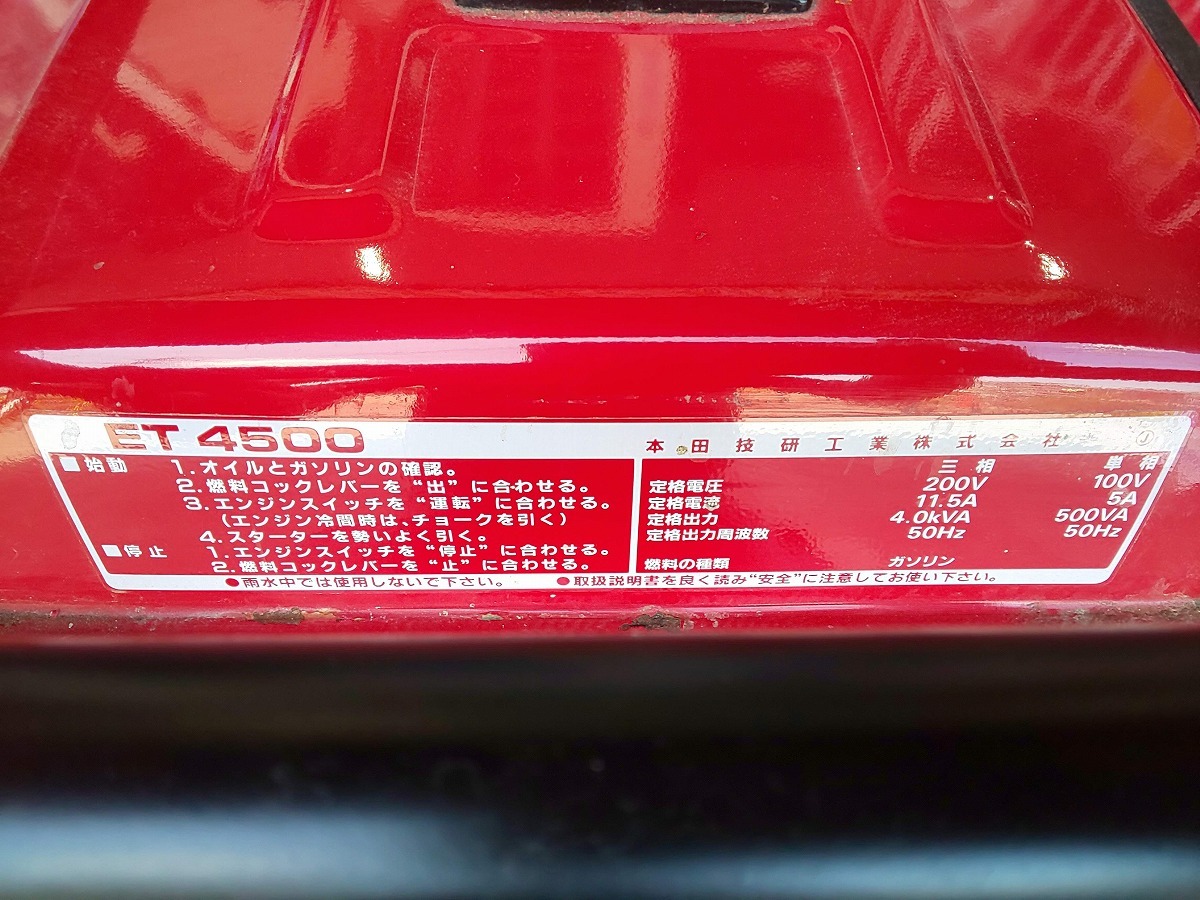 ET 4500
本田技研工業株式会社 Ⓙ
■始動 1.オイルとガソリンの確認。
2.燃料コックレバーを“出”に合わせる。
3.エンジンスイッチを“運転”に合わせる。
(エンジン冷間時は、チョークを引く)
4.スターターを勢いよく引く。
■停止 1.エンジンスイッチを“停止”に合わせる。
2.燃料コックレバーを“止”に合わせる。
三相 単相
定格電圧 200V 100V
定格電流 11.5A 5A
定格出力 4.0kVA 500VA
定格出力周波数 50Hz 50Hz
燃料の種類 ガソリン
●雨水中では使用しないで下さい。 ●取扱説明書を良く読み“安全”に注意してお使い下さい。